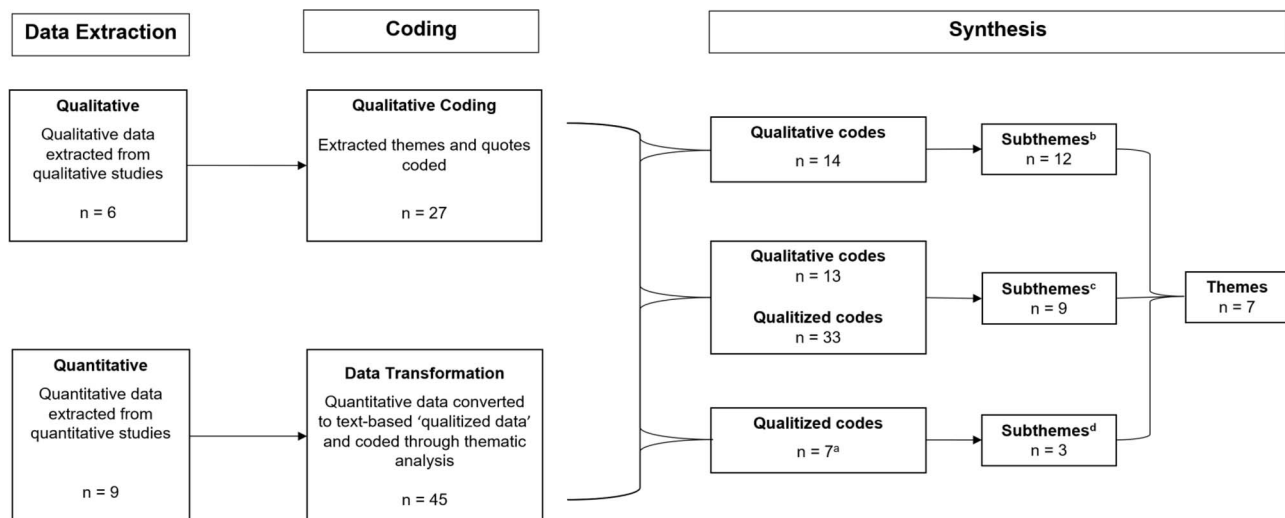 Data Extraction
Coding
Synthesis
Qualitative
Qualitative data
extracted from
qualitative studies
n = 6
Qualitative Coding
Extracted themes and quotes
coded
n = 27
Qualitative codes
n = 14
Subthemesᵇ
n = 12
Qualitative codes
n = 13
Qualitized codes
n = 33
Subthemesᶜ
n = 9
Themes
n = 7
Quantitative
Quantitative data
extracted from
quantitative studies
n = 9
Data Transformation
Quantitative data converted
to text-based ‘qualitized data’
and coded through thematic
analysis
n = 45
Qualitized codes
n = 7ᵃ
Subthemesᵈ
n = 3